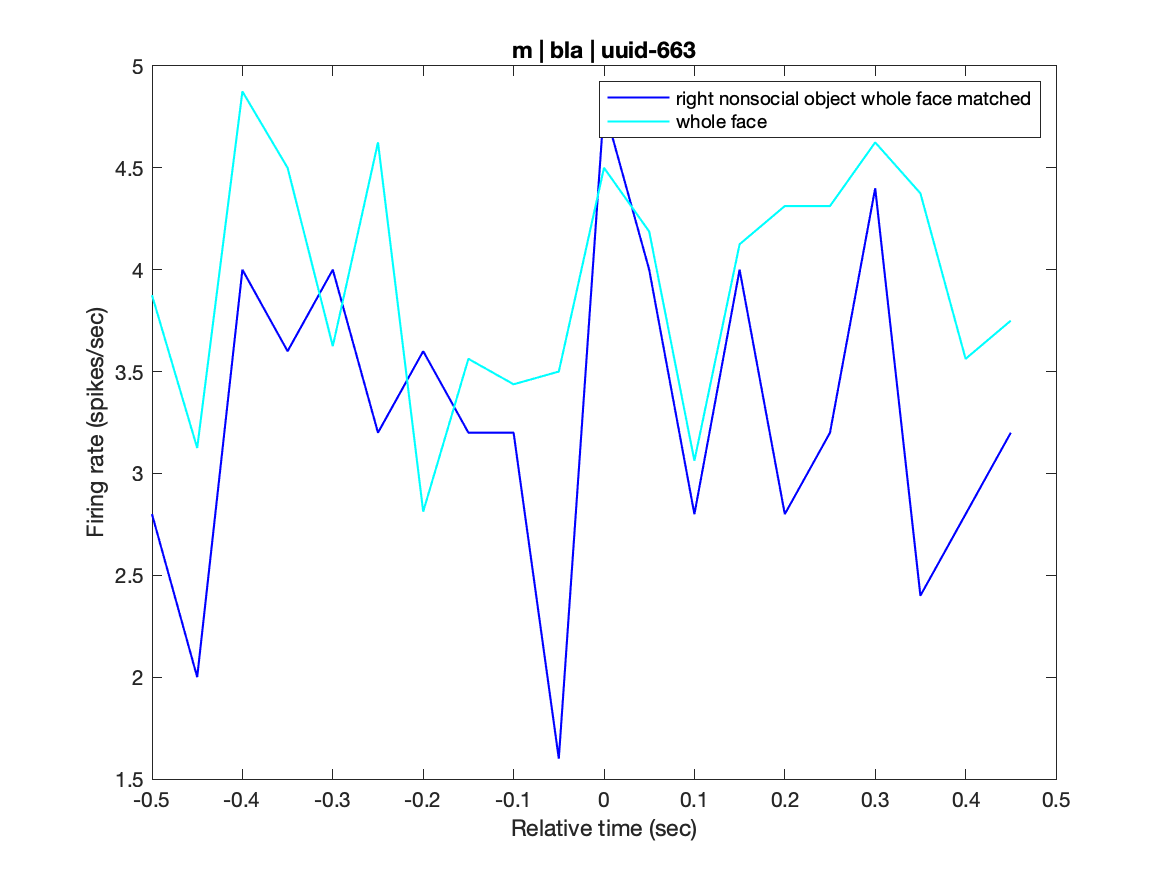 m | bla | uuid-663
right nonsocial object whole face matched
whole face
Firing rate (spikes/sec)
5
4.5
4
3.5
3
2.5
2
1.5
-0.5 -0.4 -0.3 -0.2 -0.1 0 0.1 0.2 0.3 0.4 0.5
Relative time (sec)